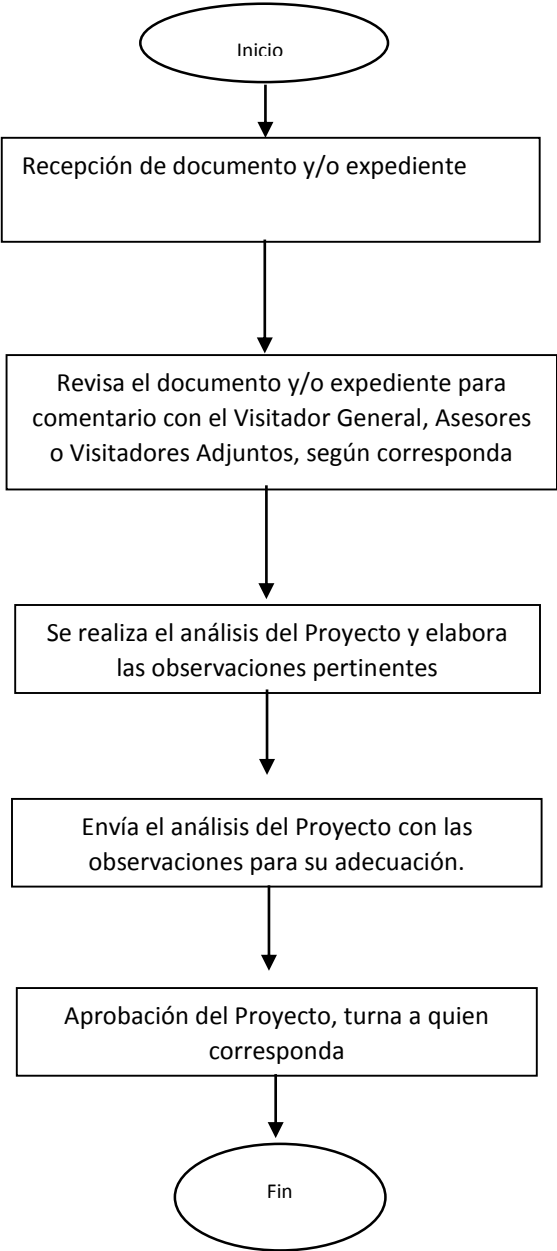 Inicio
Recepción de documento y/o expediente
Revisa el documento y/o expediente para
comentario con el Visitador General, Asesores
o Visitadores Adjuntos, según corresponda
Se realiza el análisis del Proyecto y elabora
las observaciones pertinentes
Envía el análisis del Proyecto con las
observaciones para su adecuación.
Aprobación del Proyecto, turna a quien
corresponda
Fin